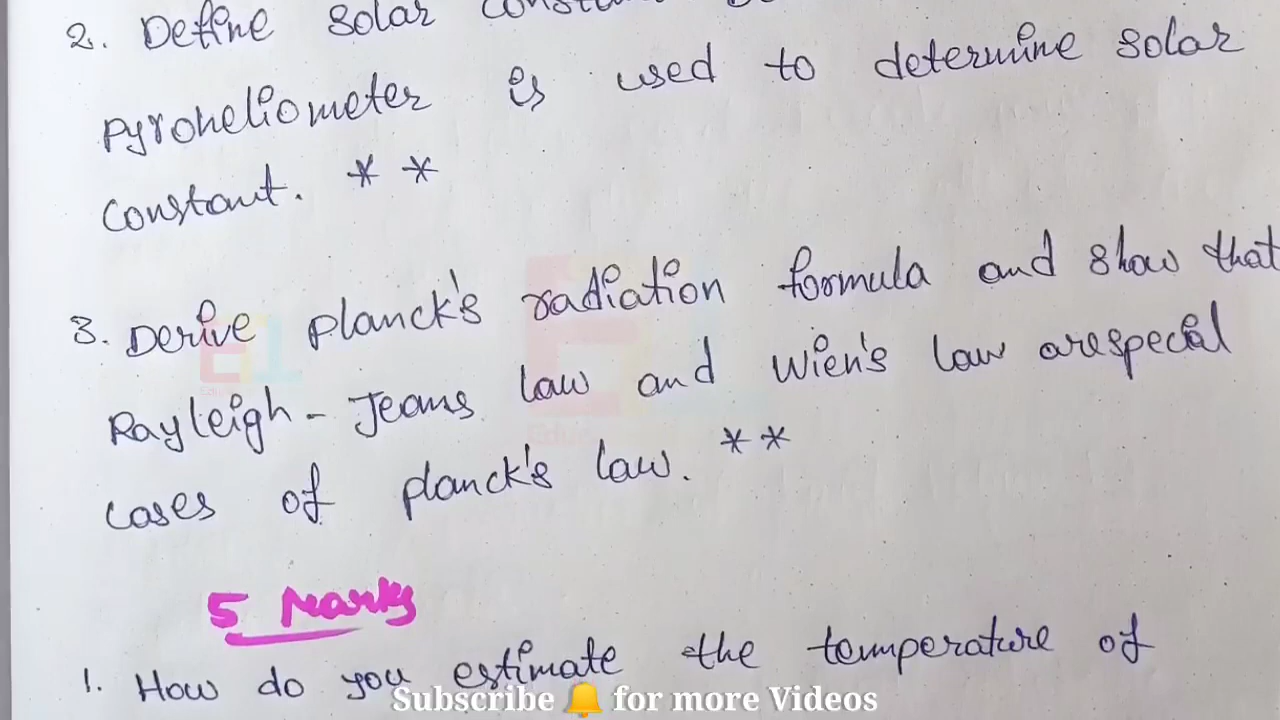 2. Define solar
Pyroheliometer is used to determine solar
constant. * *
3. Derive planck's radiation formula and show that
Rayleigh - Jeans law and Wien's law are special
cases of planck's law. **
5 Marks
1. How do you estimate the temperature of
Subscribe 🔔 for more Videos